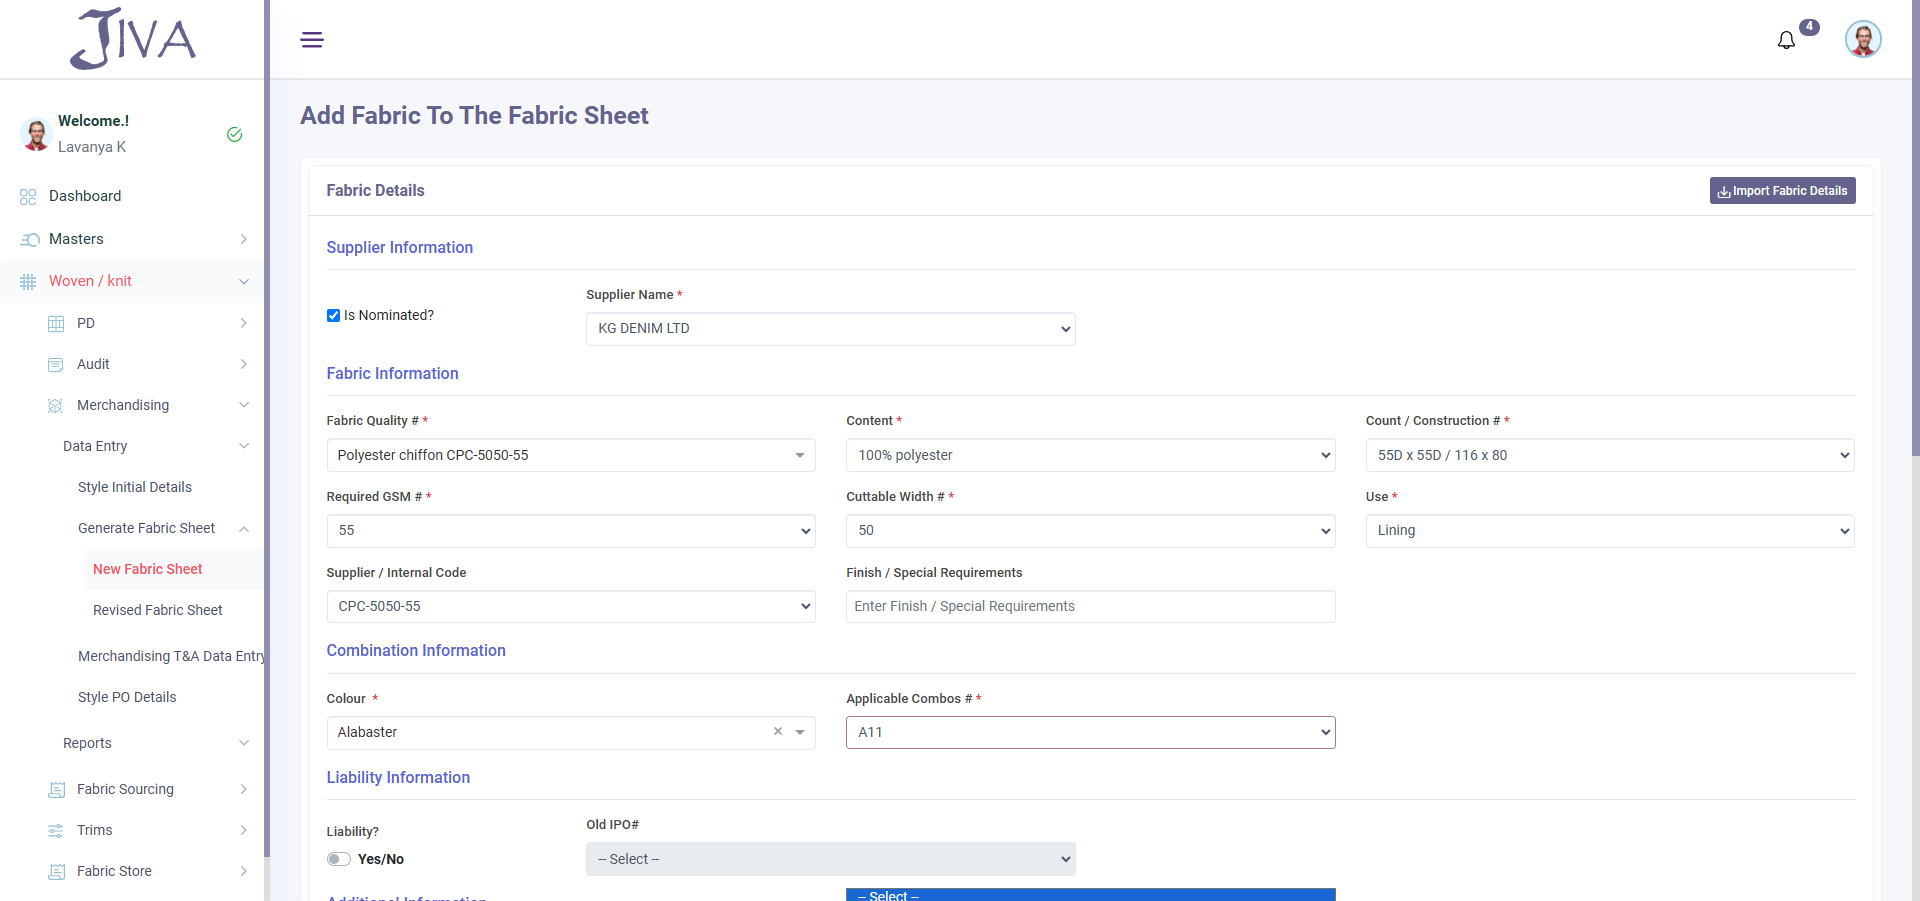 JIVA
4
Welcome.!
Lavanya K
Dashboard
Masters
Woven / knit
PD
Audit
Merchandising
Data Entry
Style Initial Details
Generate Fabric Sheet
New Fabric Sheet
Revised Fabric Sheet
Merchandising T&A Data Entry
Style PO Details
Reports
Fabric Sourcing
Trims
Fabric Store
Add Fabric To The Fabric Sheet
Fabric Details
Import Fabric Details
Supplier Information
Is Nominated?
Supplier Name *
KG DENIM LTD
Fabric Information
Fabric Quality # *
Content *
Count / Construction # *
Polyester chiffon CPC-5050-55
100% polyester
55D x 55D / 116 x 80
Required GSM # *
Cuttable Width # *
Use *
55
50
Lining
Supplier / Internal Code
Finish / Special Requirements
CPC-5050-55
Enter Finish / Special Requirements
Combination Information
Colour *
Applicable Combos # *
Alabaster ×
A11
Liability Information
Liability?
Old IPO#
Yes/No
-- Select --
Additional Information
-- Select --